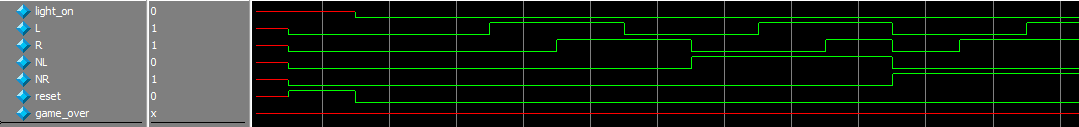 light_on 0
L 1
R 1
NL 0
NR 1
reset 0
game_over x